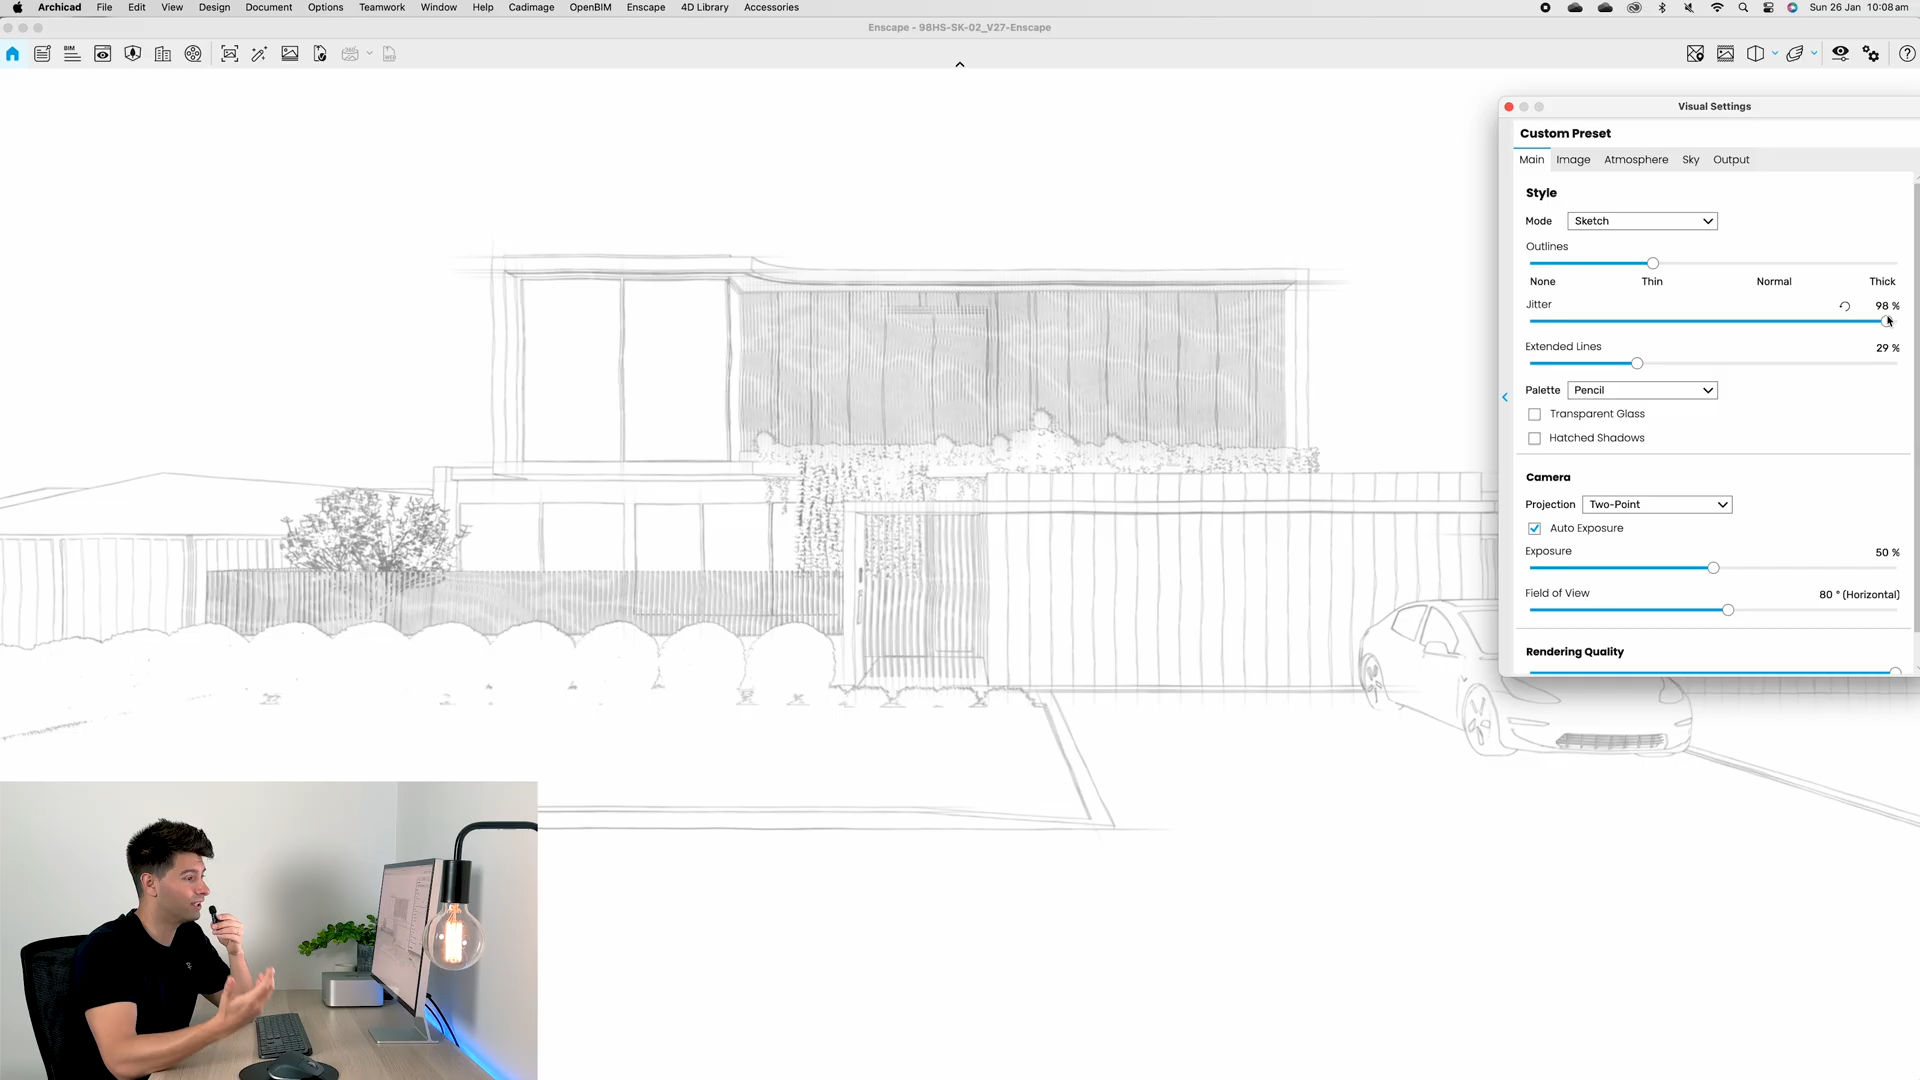 Archicad File Edit View Design Document Options Teamwork Window Help Cadimage OpenBIM Enscape 4D Library Accessories Sun 26 Jan 10:08 am
Enscape - 98HS-SK-02_V27-Enscape
BIM
360°
WEB
Visual Settings
Custom Preset
Main Image Atmosphere Sky Output
Style
Mode Sketch
Outlines
None Thin Normal Thick
Jitter 98 %
Extended Lines 29 %
Palette Pencil
Transparent Glass
Hatched Shadows
Camera
Projection Two-Point
Auto Exposure
Exposure 50 %
Field of View 80 ° (Horizontal)
Rendering Quality